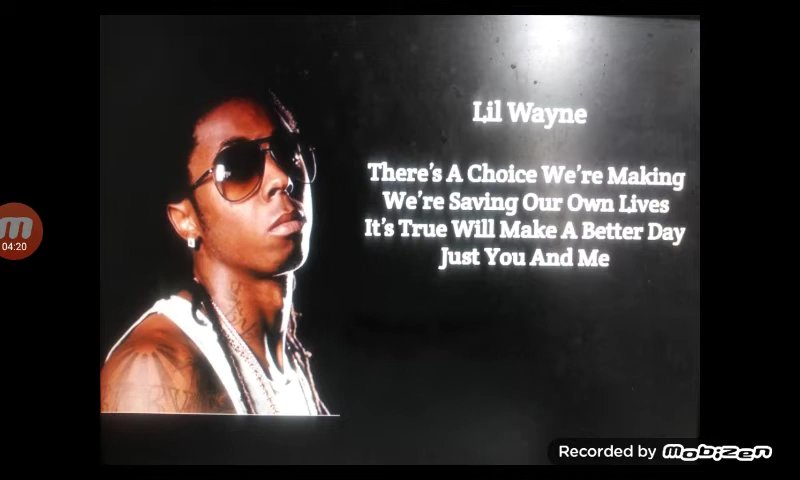 Lil Wayne
There's A Choice We're Making
We're Saving Our Own Lives
It's True Will Make A Better Day
Just You And Me
04:20
Recorded by mobizen